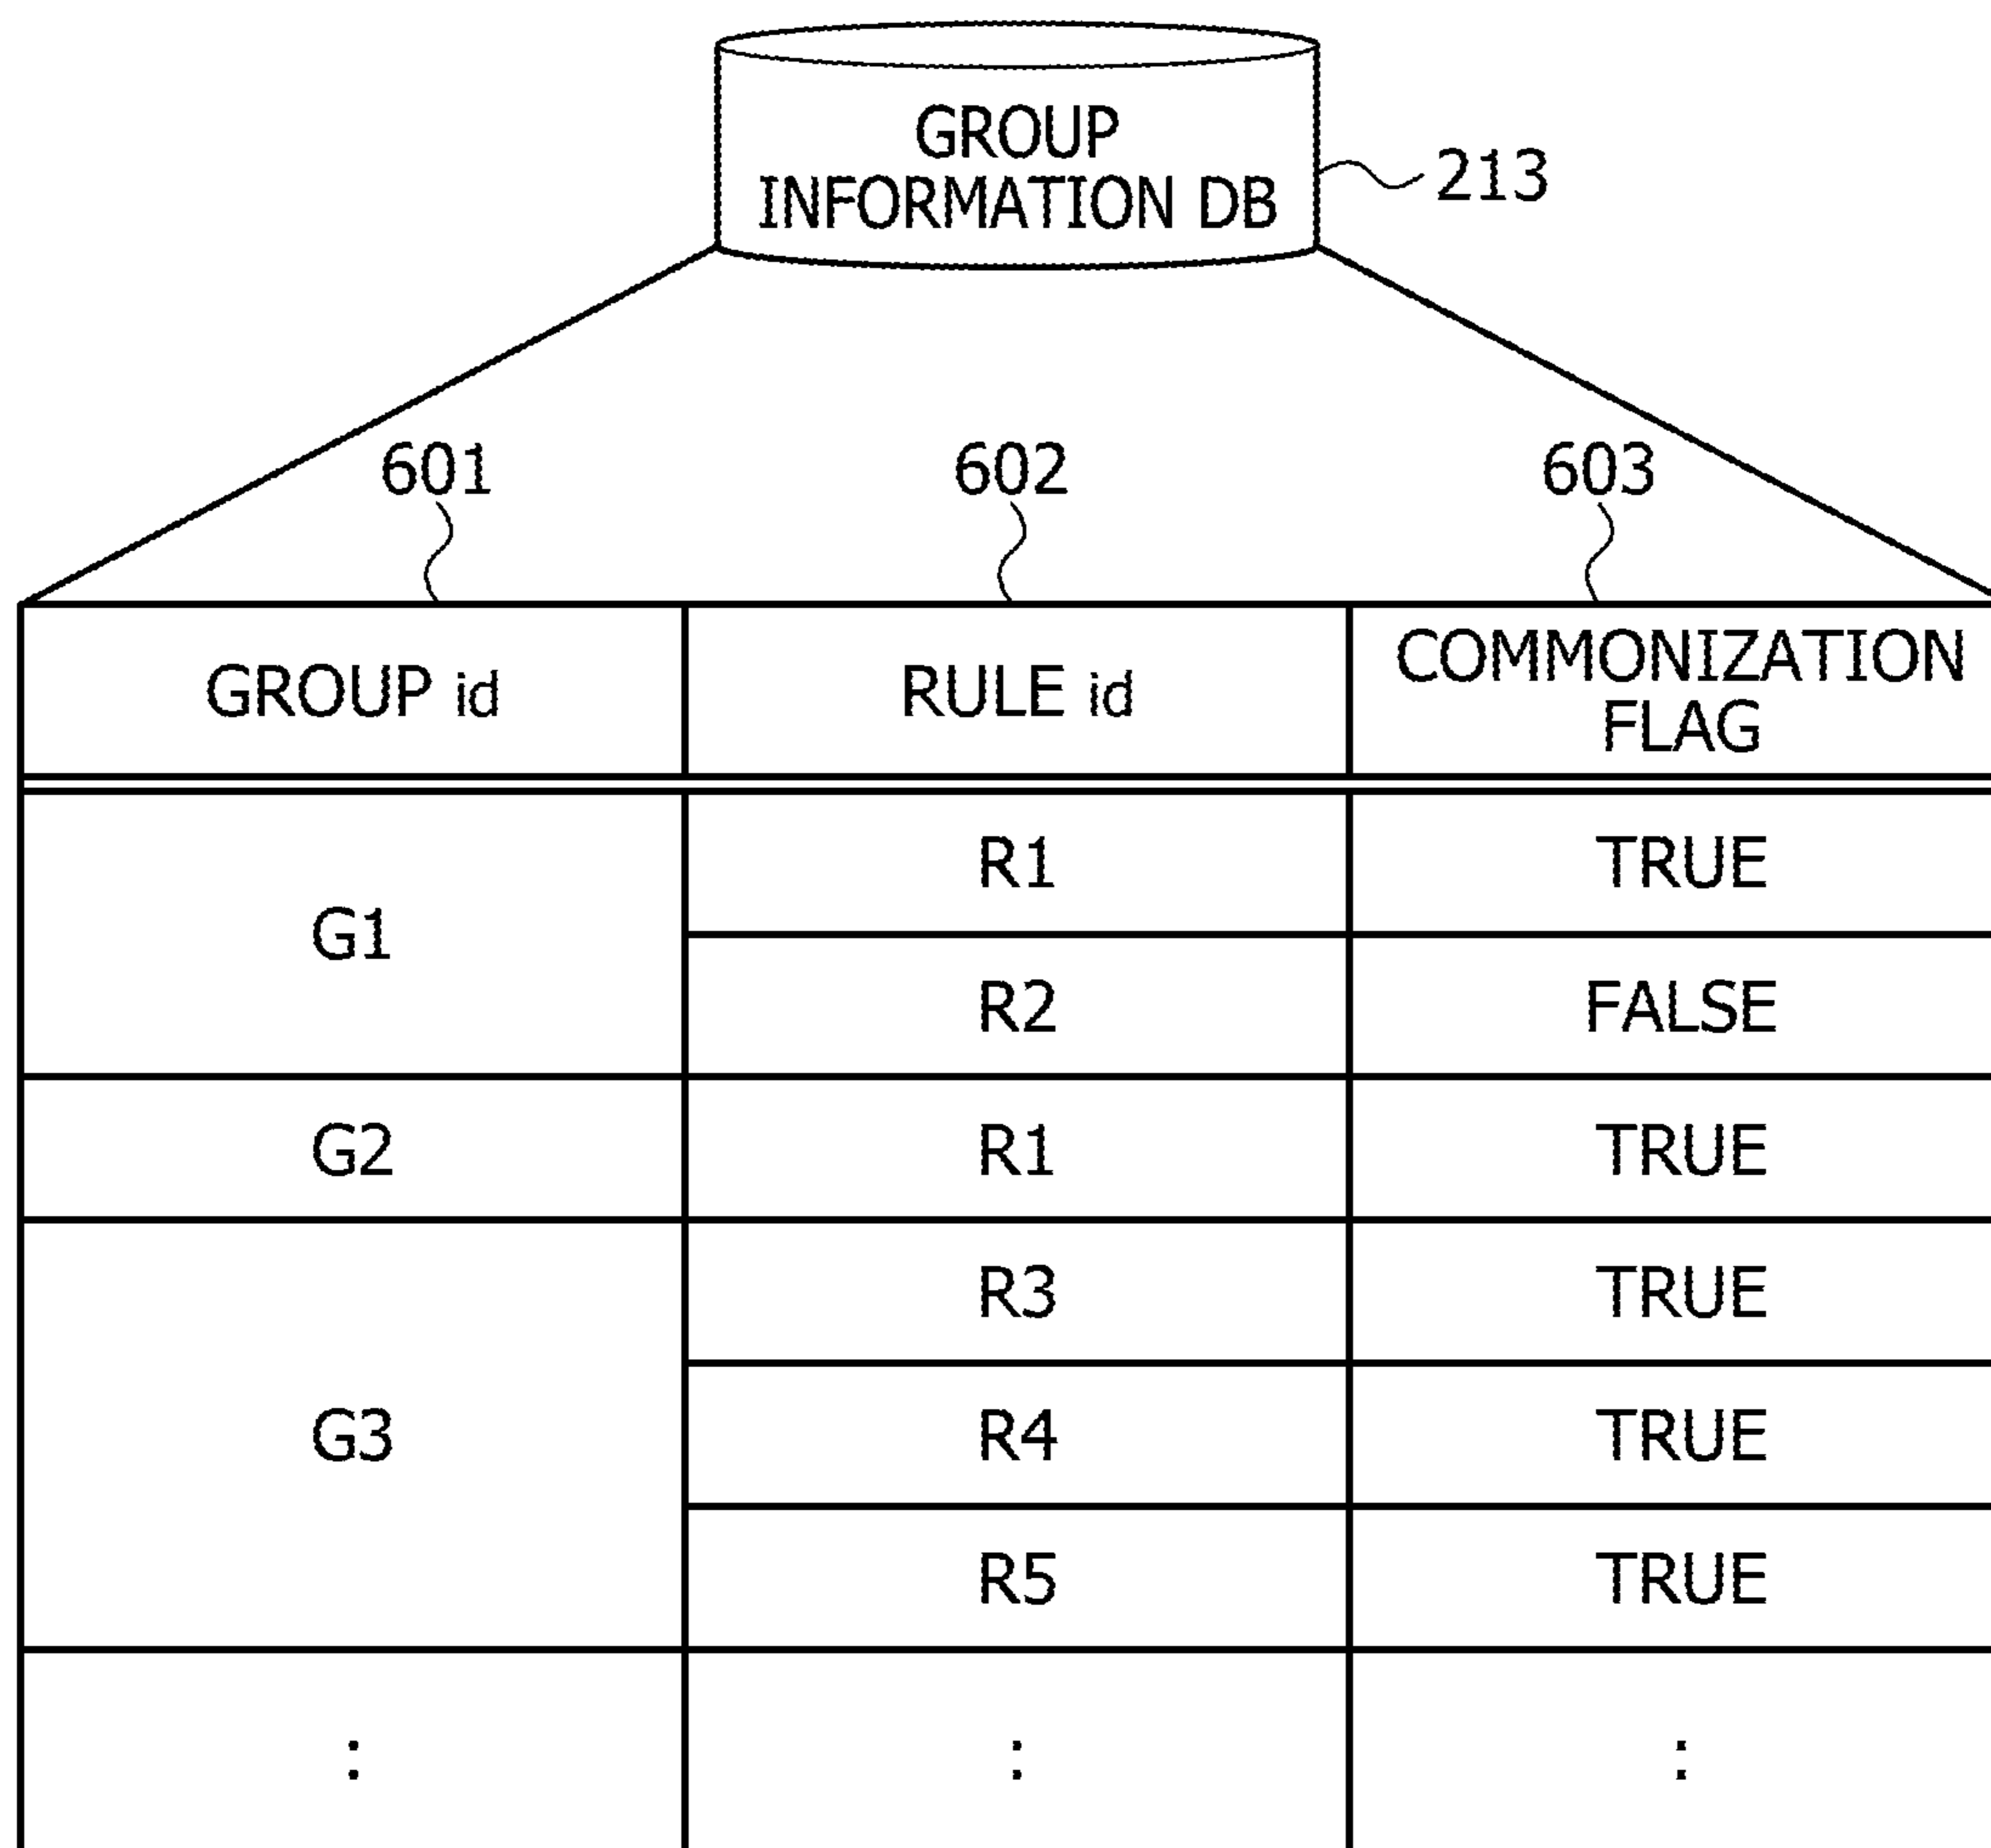 GROUP
INFORMATION DB
213
601
602
603
GROUP id
RULE id
COMMONIZATION
FLAG
G1
R1
TRUE
R2
FALSE
G2
R1
TRUE
G3
R3
TRUE
R4
TRUE
R5
TRUE
:
:
: